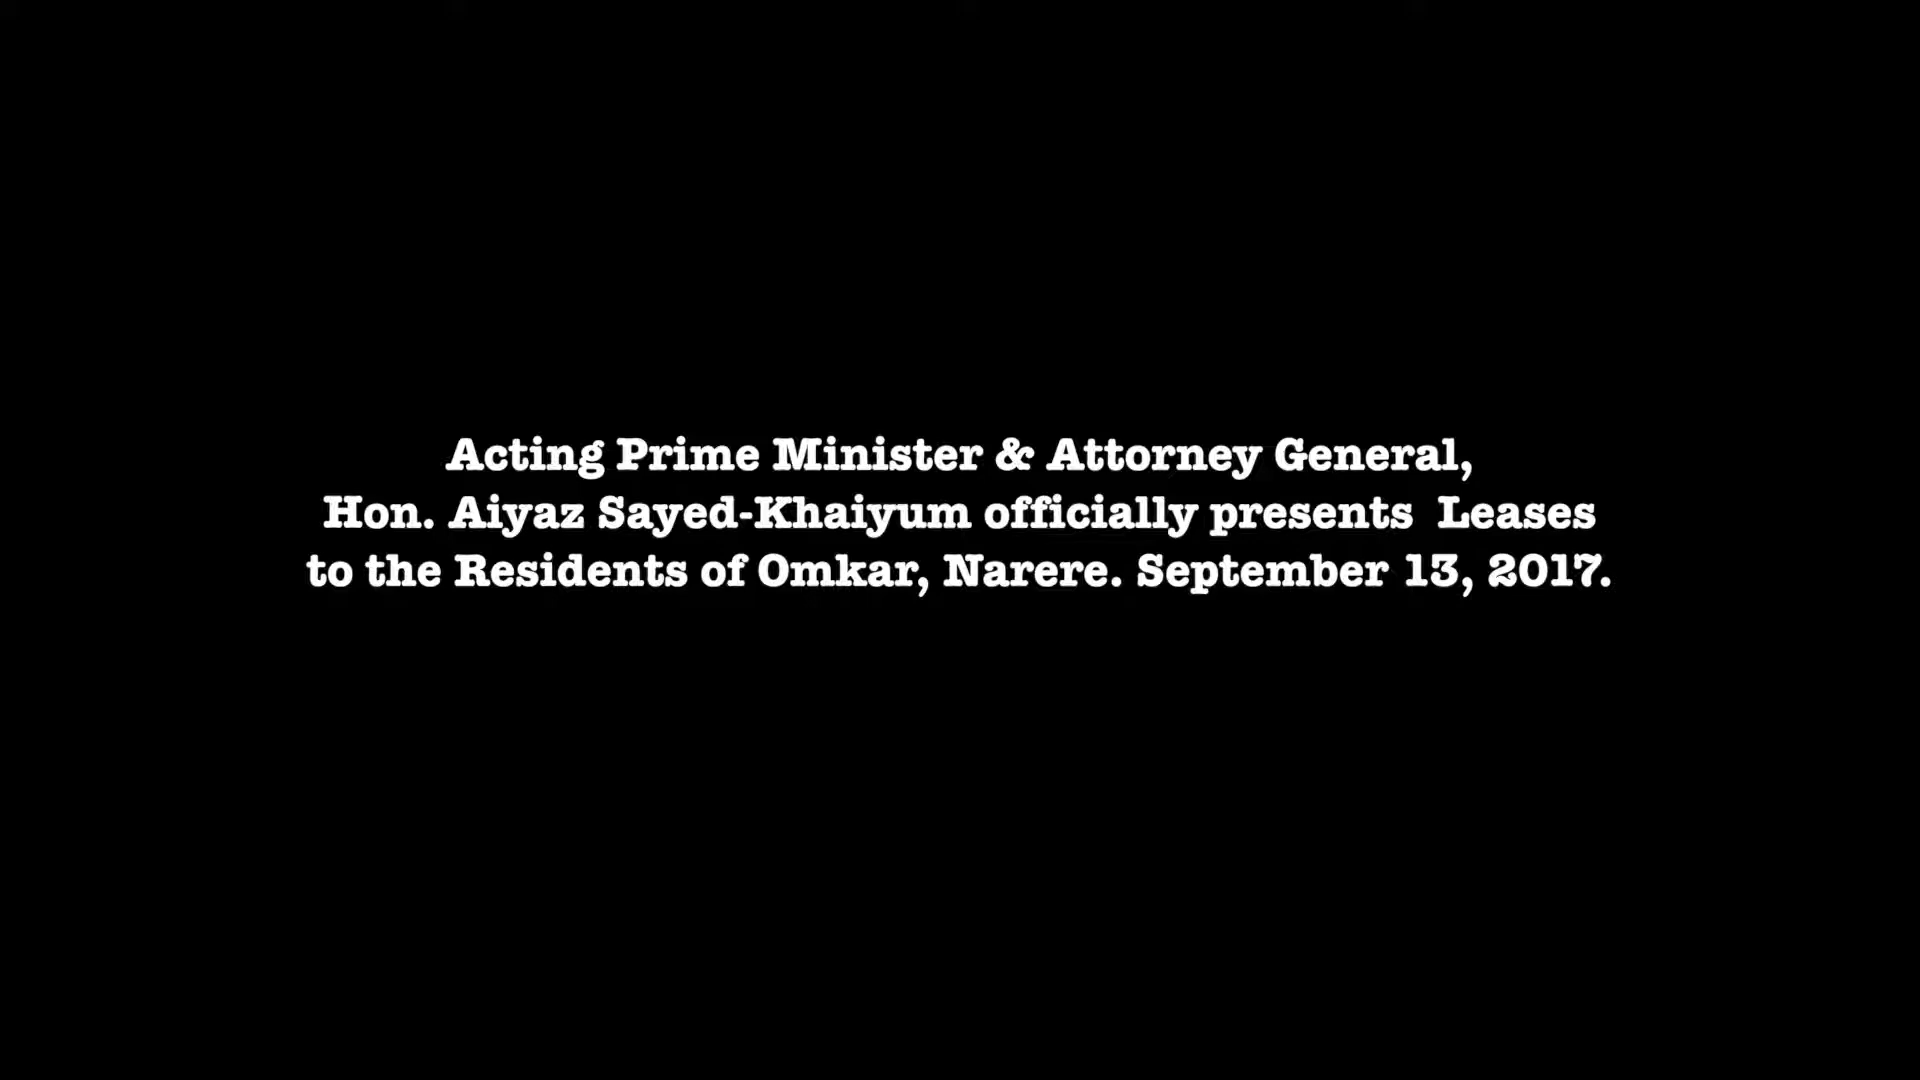 Acting Prime Minister & Attorney General,
Hon. Aiyaz Sayed-Khaiyum officially presents  Leases
to the Residents of Omkar, Narere. September 13, 2017.